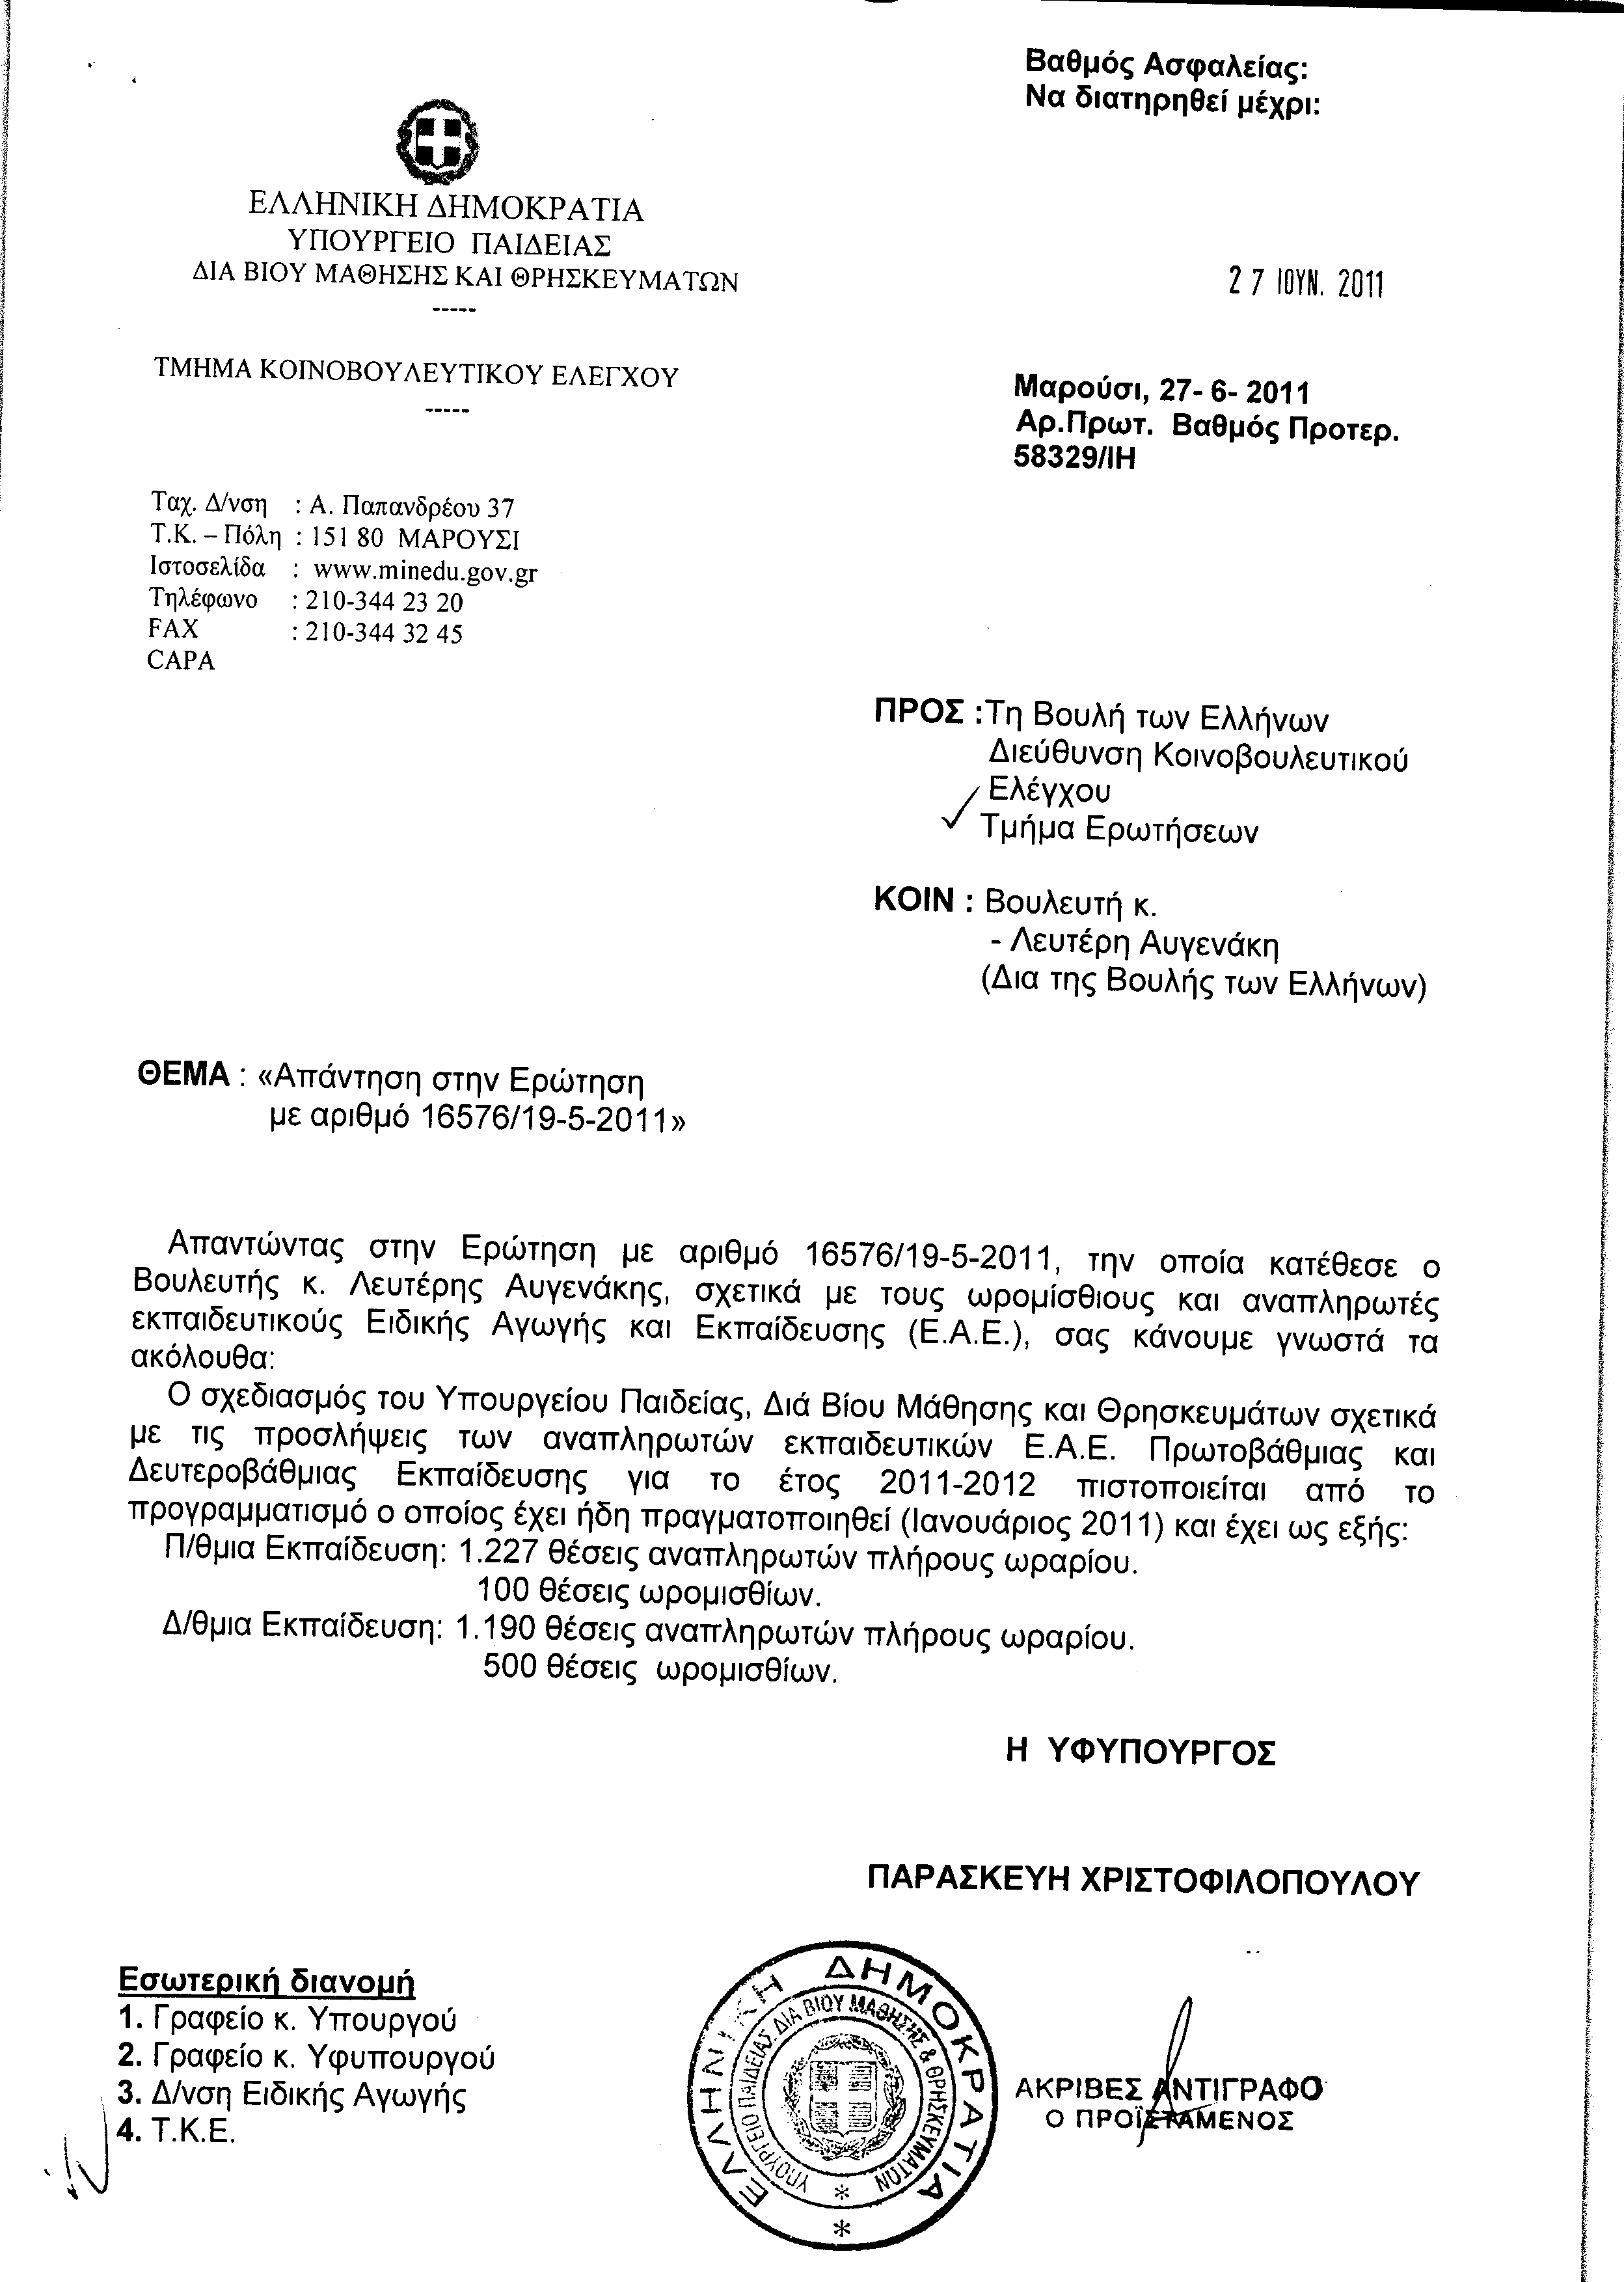 Βαθμός Ασφαλείας:
Να διατηρηθεί μέχρι:
ΕΛΛΗΝΙΚΗ ΔΗΜΟΚΡΑΤΙΑ
ΥΠΟΥΡΓΕΙΟ ΠΑΙΔΕΙΑΣ
ΔΙΑ ΒΙΟΥ ΜΑΘΗΣΗΣ ΚΑΙ ΘΡΗΣΚΕΥΜΑΤΩΝ
-----
2 7 ΙΟΥΝ. 2011
ΤΜΗΜΑ ΚΟΙΝΟΒΟΥΛΕΥΤΙΚΟΥ ΕΛΕΓΧΟΥ
-----
Μαρούσι, 27- 6- 2011
Αρ.Πρωτ. Βαθμός Προτερ.
58329/ΙΗ
Ταχ. Δ/νση : Α. Παπανδρέου 37
Τ.Κ. – Πόλη : 151 80 ΜΑΡΟΥΣΙ
Ιστοσελίδα : www.minedu.gov.gr
Τηλέφωνο : 210-344 23 20
FAX : 210-344 32 45
CAPA
ΠΡΟΣ :Τη Βουλή των Ελλήνων
Διεύθυνση Κοινοβουλευτικού
Ελέγχου
Τμήμα Ερωτήσεων
ΚΟΙΝ : Βουλευτή κ.
- Λευτέρη Αυγενάκη
(Δια της Βουλής των Ελλήνων)
ΘΕΜΑ : «Απάντηση στην Ερώτηση
με αριθμό 16576/19-5-2011»
Απαντώντας στην Ερώτηση με αριθμό 16576/19-5-2011, την οποία κατέθεσε ο
Βουλευτής κ. Λευτέρης Αυγενάκης, σχετικά με τους ωρομίσθιους και αναπληρωτές
εκπαιδευτικούς Ειδικής Αγωγής και Εκπαίδευσης (Ε.Α.Ε.), σας κάνουμε γνωστά τα
ακόλουθα:
Ο σχεδιασμός του Υπουργείου Παιδείας, Διά Βίου Μάθησης και Θρησκευμάτων σχετικά
με τις προσλήψεις των αναπληρωτών εκπαιδευτικών Ε.Α.Ε. Πρωτοβάθμιας και
Δευτεροβάθμιας Εκπαίδευσης για το έτος 2011-2012 πιστοποιείται από το
προγραμματισμό ο οποίος έχει ήδη πραγματοποιηθεί (Ιανουάριος 2011) και έχει ως εξής:
Π/θμια Εκπαίδευση: 1.227 θέσεις αναπληρωτών πλήρους ωραρίου.
100 θέσεις ωρομισθίων.
Δ/θμια Εκπαίδευση: 1.190 θέσεις αναπληρωτών πλήρους ωραρίου.
500 θέσεις ωρομισθίων.
Η ΥΦΥΠΟΥΡΓΟΣ
ΠΑΡΑΣΚΕΥΗ ΧΡΙΣΤΟΦΙΛΟΠΟΥΛΟΥ
Εσωτερική διανομή
1. Γραφείο κ. Υπουργού
2. Γραφείο κ. Υφυπουργού
3. Δ/νση Ειδικής Αγωγής
4. Τ.Κ.Ε.
ΕΛΛΗΝΙΚΗ ΔΗΜΟΚΡΑΤΙΑ *
ΥΠΟΥΡΓΕΙΟ ΠΑΙΔΕΙΑΣ ΔΙΑ ΒΙΟΥ ΜΑΘΗΣΗΣ & ΘΡΗΣΚΕΥΜΑΤΩΝ *
ΑΚΡΙΒΕΣ ΑΝΤΙΓΡΑΦΟ
Ο ΠΡΟΪΣΤΑΜΕΝΟΣ